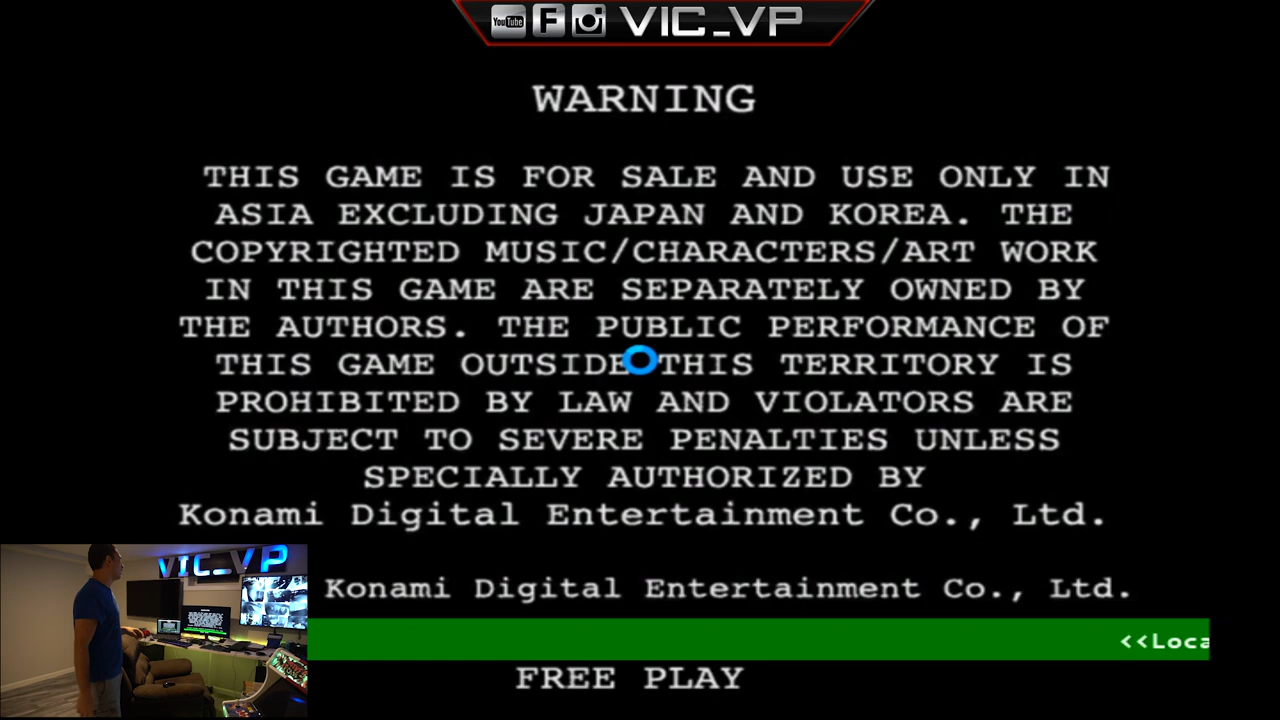 YouTube F VIC_VP
WARNING
THIS GAME IS FOR SALE AND USE ONLY IN
ASIA EXCLUDING JAPAN AND KOREA. THE
COPYRIGHTED MUSIC/CHARACTERS/ART WORK
IN THIS GAME ARE SEPARATELY OWNED BY
THE AUTHORS. THE PUBLIC PERFORMANCE OF
THIS GAME OUTSIDE THIS TERRITORY IS
PROHIBITED BY LAW AND VIOLATORS ARE
SUBJECT TO SEVERE PENALTIES UNLESS
SPECIALLY AUTHORIZED BY
Konami Digital Entertainment Co., Ltd.
VIC_VP
Konami Digital Entertainment Co., Ltd.
<<Loca
FREE PLAY